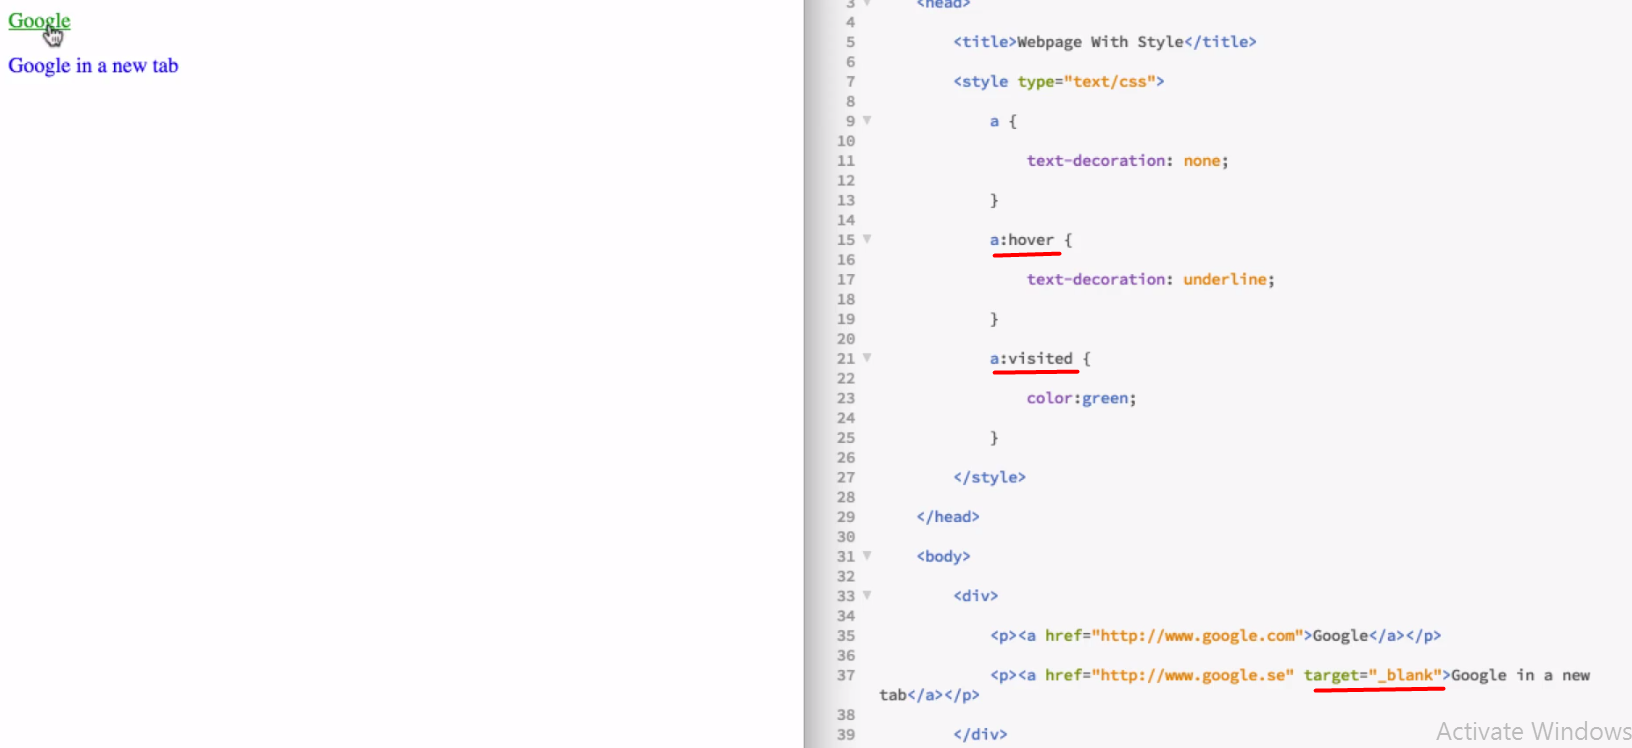 Google
Google in a new tab
3 <head>
4
5 <title>Webpage With Style</title>
6
7 <style type="text/css">
8
9 a {
10
11 text-decoration: none;
12
13 }
14
15 a:hover {
16
17 text-decoration: underline;
18
19 }
20
21 a:visited {
22
23 color:green;
24
25 }
26
27 </style>
28
29 </head>
30
31 <body>
32
33 <div>
34
35 <p><a href="http://www.google.com">Google</a></p>
36
37 <p><a href="http://www.google.se" target="_blank">Google in a new
tab</a></p>
38
39 </div>
Activate Windows